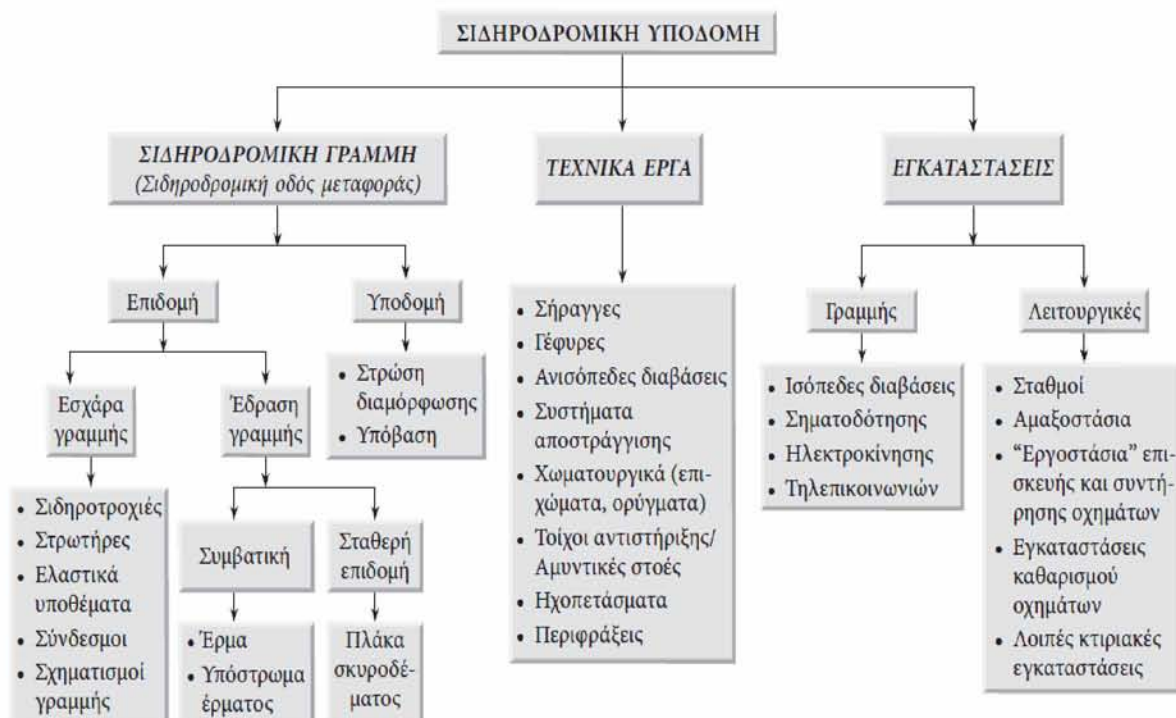 ΣΙΔΗΡΟΔΡΟΜΙΚΗ ΥΠΟΔΟΜΗ
ΣΙΔΗΡΟΔΡΟΜΙΚΗ ΓΡΑΜΜΗ
(Σιδηροδρομική οδός μεταφοράς)
ΤΕΧΝΙΚΑ ΕΡΓΑ
ΕΓΚΑΤΑΣΤΑΣΕΙΣ
Επιδομή
Υποδομή
Εσχάρα
γραμμής
Έδραση
γραμμής
• Στρώση
διαμόρφωσης
• Υπόβαση
• Σιδηροτροχιές
• Στρωτήρες
• Ελαστικά
υποθέματα
• Σύνδεσμοι
• Σχηματισμοί
γραμμής
Συμβατική
Σταθερή
επιδομή
• Έρμα
• Υπόστρωμα
έρματος
Πλάκα
σκυροδέ-
ματος
• Σήραγγες
• Γέφυρες
• Ανισόπεδες διαβάσεις
• Συστήματα
αποστράγγισης
• Χωματουργικά (επι-
χώματα, ορύγματα)
• Τοίχοι αντιστήριξης/
Αμυντικές στοές
• Ηχοπετάσματα
• Περιφράξεις
Γραμμής
Λειτουργικές
• Ισόπεδες διαβάσεις
• Σηματοδότησης
• Ηλεκτροκίνησης
• Τηλεπικοινωνιών
• Σταθμοί
• Αμαξοστάσια
• “Εργοστάσια” επι-
σκευής και συντή-
ρησης οχημάτων
• Εγκαταστάσεις
καθαρισμού
οχημάτων
• Λοιπές κτιριακές
εγκαταστάσεις